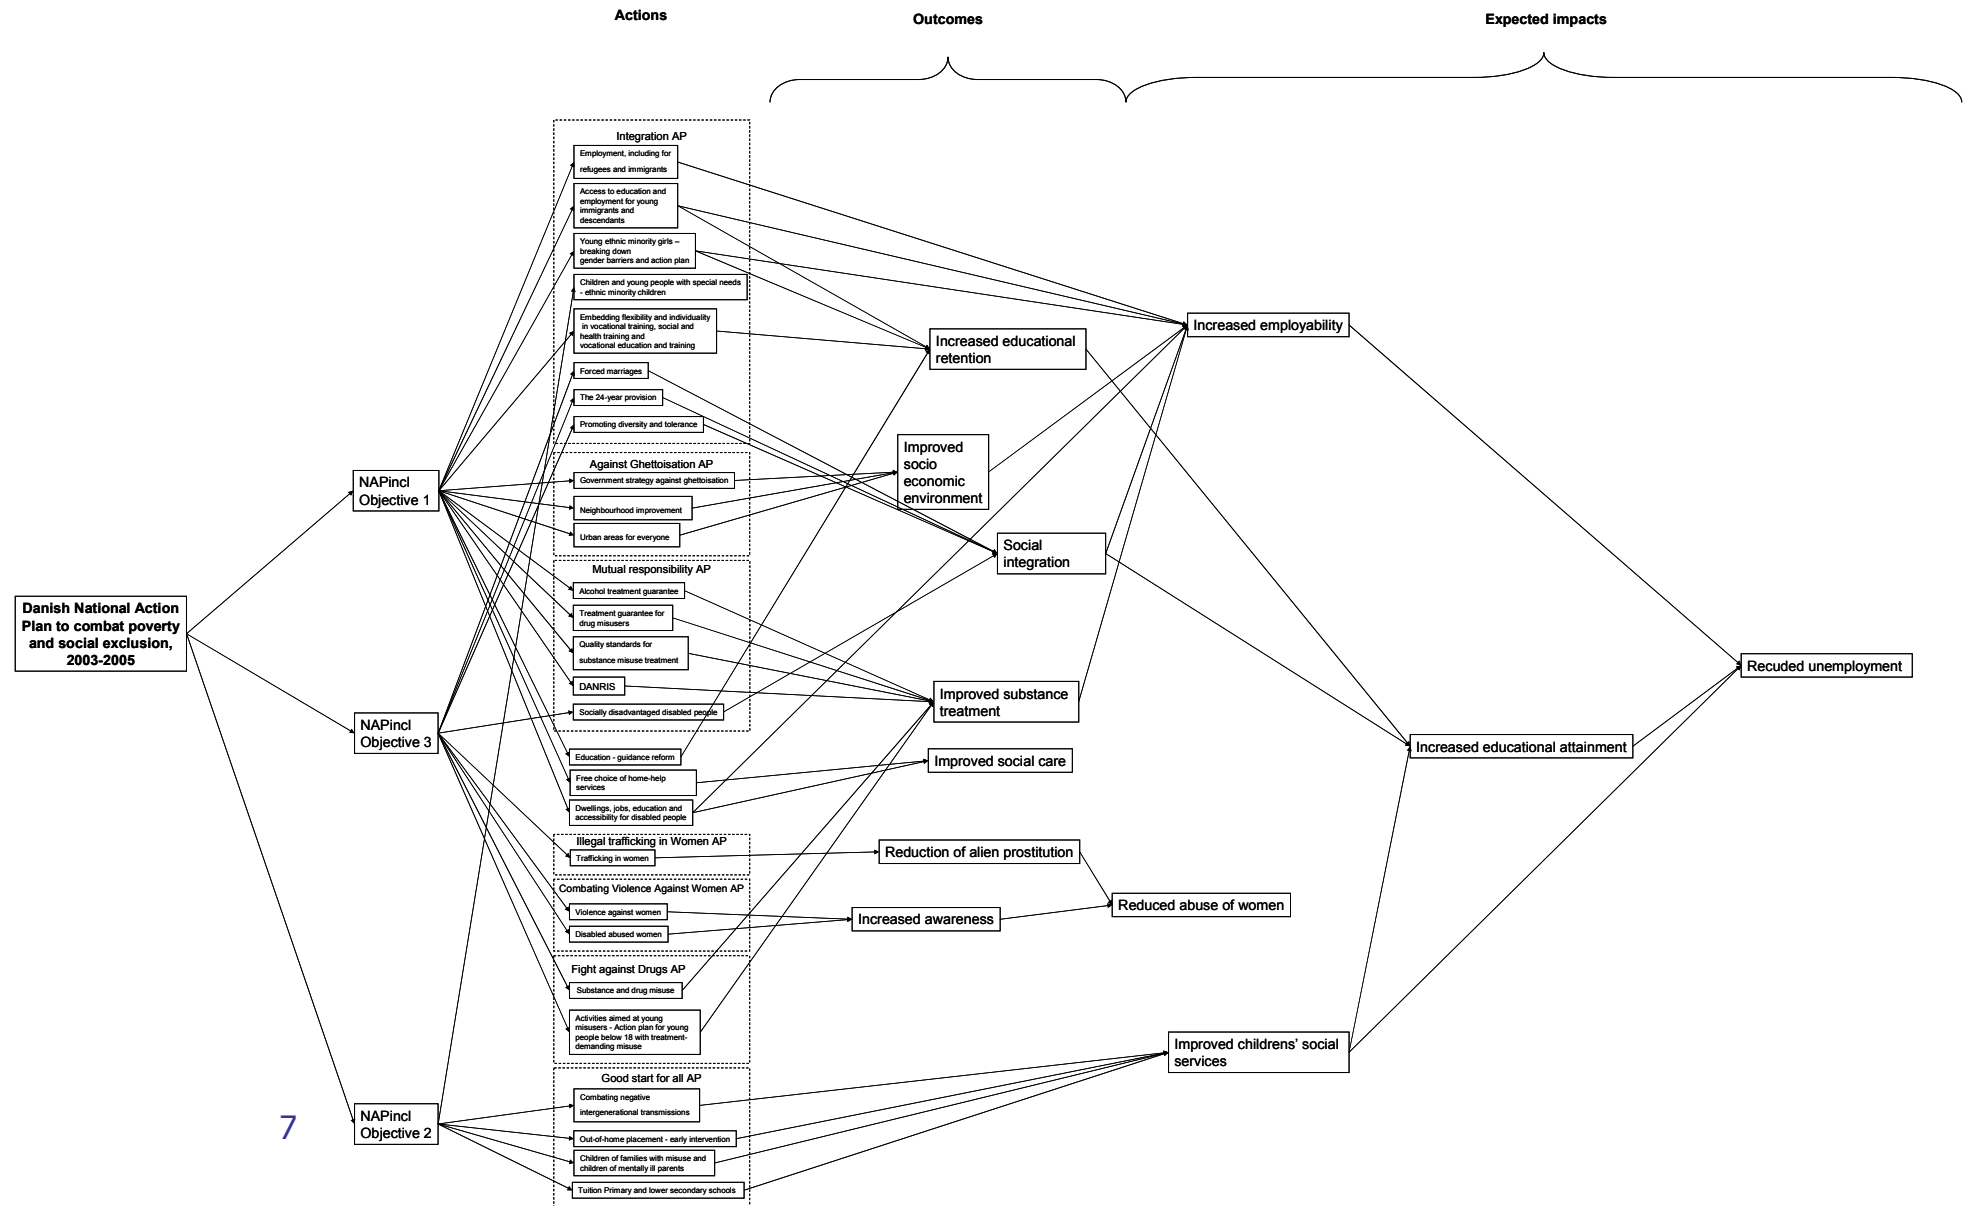 Actions
Outcomes
Expected impacts
Integration AP
Employment, including for
refugees and immigrants
Access to education and
employment for young
immigrants and
descendants
Young ethnic minority girls –
breaking down
gender barriers and action plan
Children and young people with special needs
- ethnic minority children
Embedding flexibility and individuality
in vocational training, social and
health training and
vocational education and training
Forced marriages
The 24-year provision
Promoting diversity and tolerance
Against Ghettoisation AP
Government strategy against ghettoisation
Neighbourhood improvement
Urban areas for everyone
Mutual responsibility AP
Alcohol treatment guarantee
Treatment guarantee for
drug misusers
Quality standards for
substance misuse treatment
DANRIS
Socially disadvantaged disabled people
Education - guidance reform
Free choice of home-help
services
Dwellings, jobs, education and
accessibility for disabled people
Illegal trafficking in Women AP
Trafficking in women
Combating Violence Against Women AP
Violence against women
Disabled abused women
Fight against Drugs AP
Substance and drug misuse
Activities aimed at young
misusers - Action plan for young
people below 18 with treatment-
demanding misuse
Good start for all AP
Combating negative
intergenerational transmissions
Out-of-home placement - early intervention
Children of families with misuse and
children of mentally ill parents
Tuition Primary and lower secondary schools
Danish National Action
Plan to combat poverty
and social exclusion,
2003-2005
NAPincl
Objective 1
NAPincl
Objective 3
NAPincl
Objective 2
7
Increased educational
retention
Improved
socio
economic
environment
Social
integration
Improved substance
treatment
Improved social care
Reduction of alien prostitution
Increased awareness
Reduced abuse of women
Increased employability
Increased educational attainment
Improved childrens' social
services
Recuded unemployment